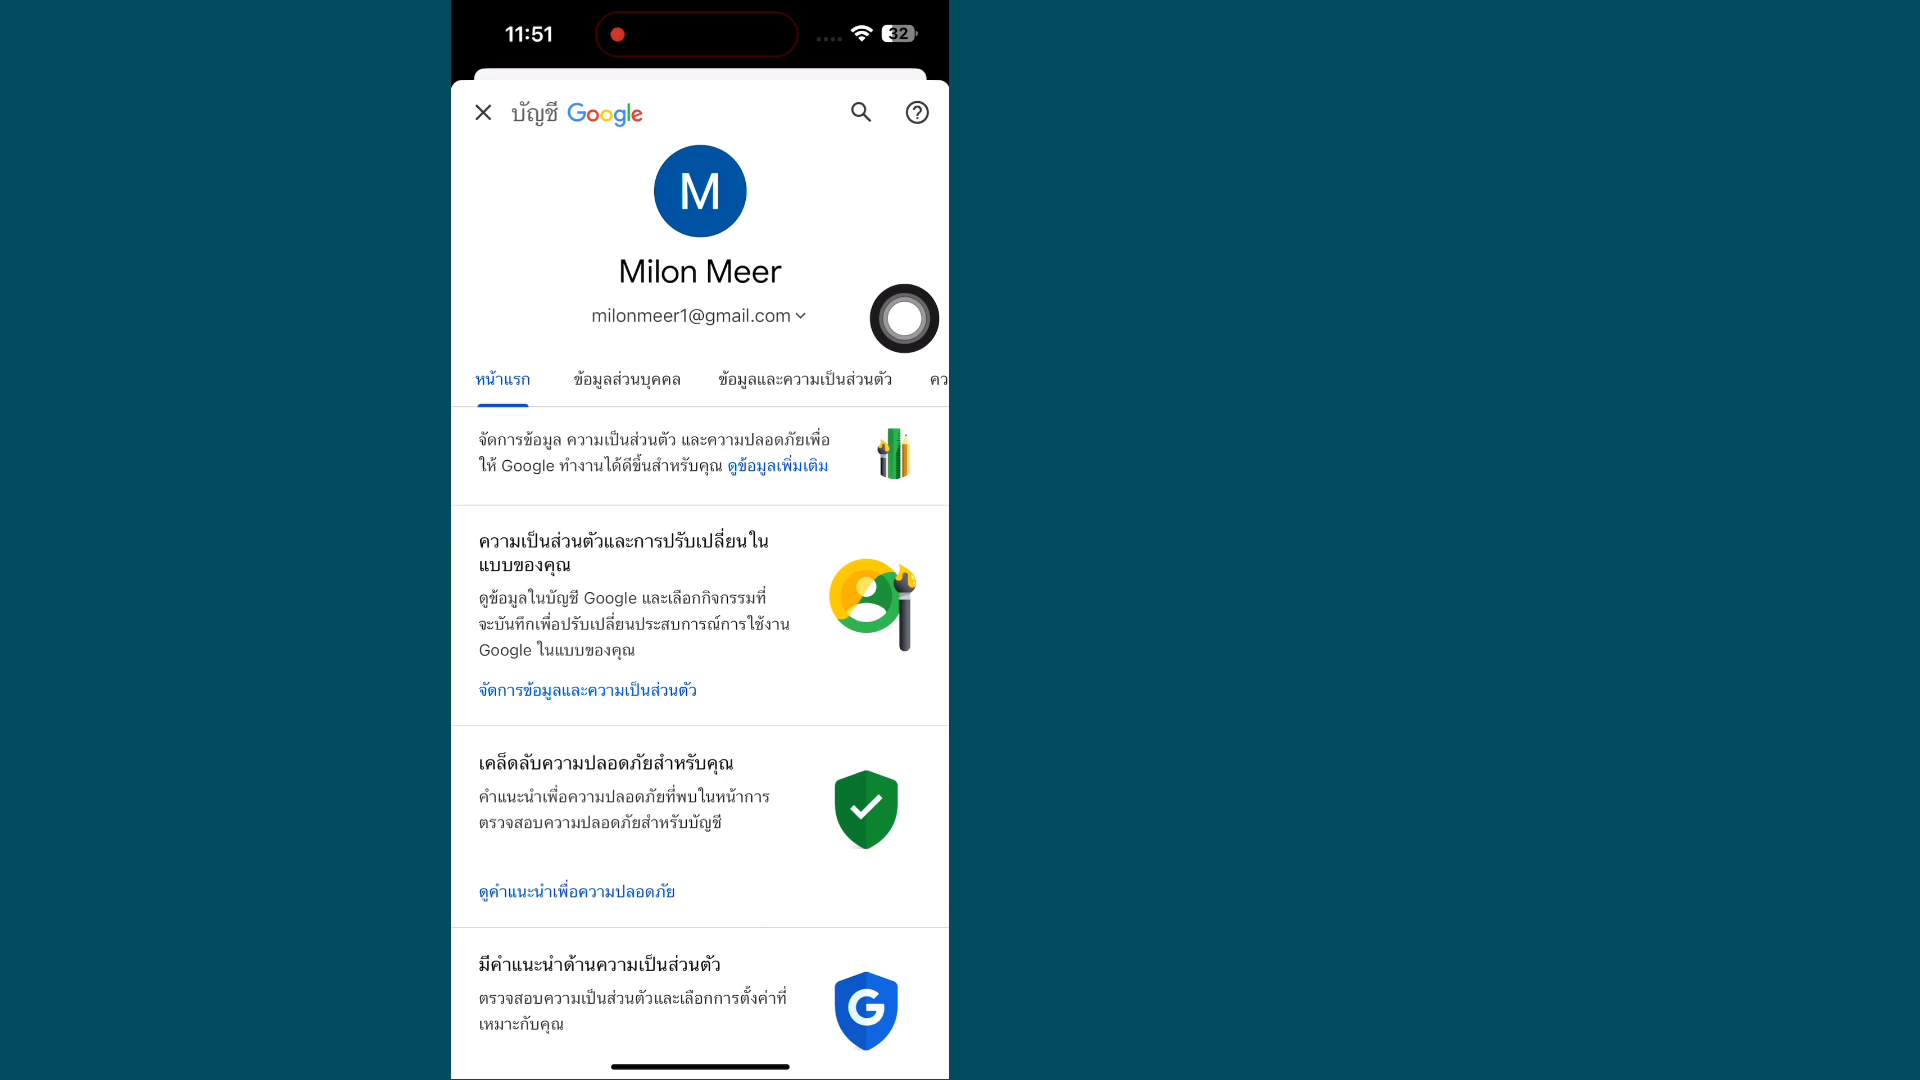 11:51
32
บัญชี Google
M
Milon Meer
milonmeer1@gmail.com
หน้าแรก ข้อมูลส่วนบุคคล ข้อมูลและความเป็นส่วนตัว คว
จัดการข้อมูล ความเป็นส่วนตัว และความปลอดภัยเพื่อ
ให้ Google ทำงานได้ดีขึ้นสำหรับคุณ ดูข้อมูลเพิ่มเติม
ความเป็นส่วนตัวและการปรับเปลี่ยนใน
แบบของคุณ
ดูข้อมูลในบัญชี Google และเลือกกิจกรรมที่
จะบันทึกเพื่อปรับเปลี่ยนประสบการณ์การใช้งาน
Google ในแบบของคุณ
จัดการข้อมูลและความเป็นส่วนตัว
เคล็ดลับความปลอดภัยสำหรับคุณ
คำแนะนำเพื่อความปลอดภัยที่พบในหน้าการ
ตรวจสอบความปลอดภัยสำหรับบัญชี
ดูคำแนะนำเพื่อความปลอดภัย
มีคำแนะนำด้านความเป็นส่วนตัว
ตรวจสอบความเป็นส่วนตัวและเลือกการตั้งค่าที่
เหมาะกับคุณ
G